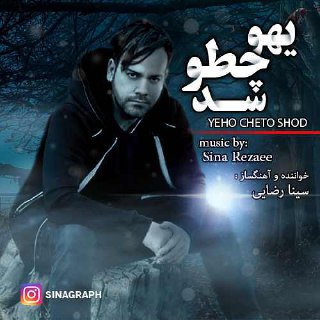 یهو
چطو
شد
YEHO CHETO SHOD
music by:
Sina Rezaee
خواننده و آهنگساز :
سینا رضایی
SINAGRAPH